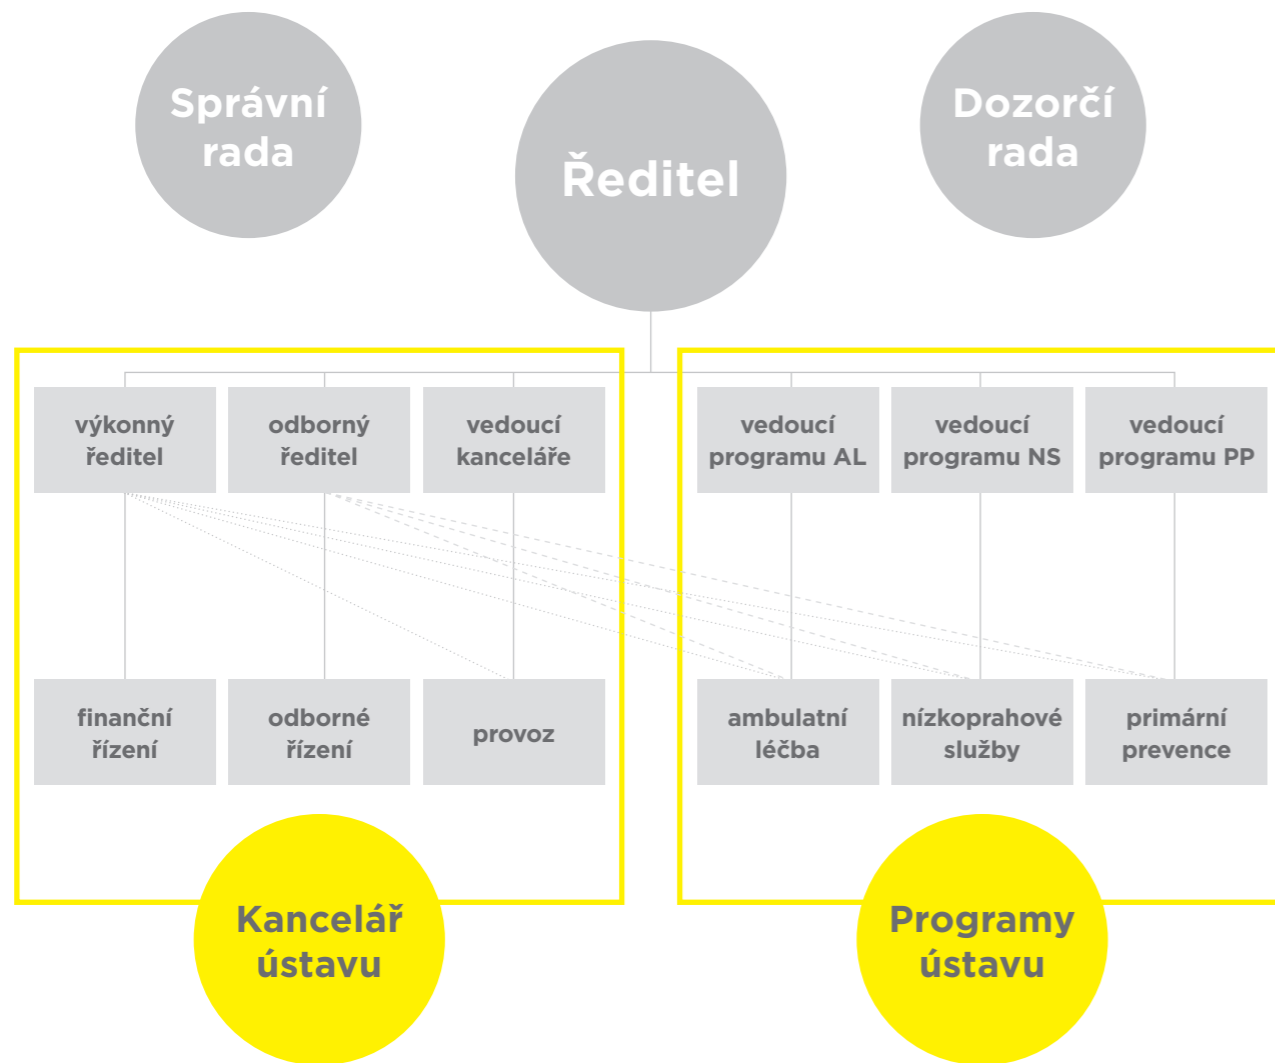 Správní
rada
Ředitel
Dozorčí
rada
výkonný
ředitel
odborný
ředitel
vedoucí
kanceláře
vedoucí
programu AL
vedoucí
programu NS
vedoucí
programu PP
finanční
řízení
odborné
řízení
provoz
ambulatní
léčba
nízkoprahové
služby
primární
prevence
Kancelář
ústavu
Programy
ústavu